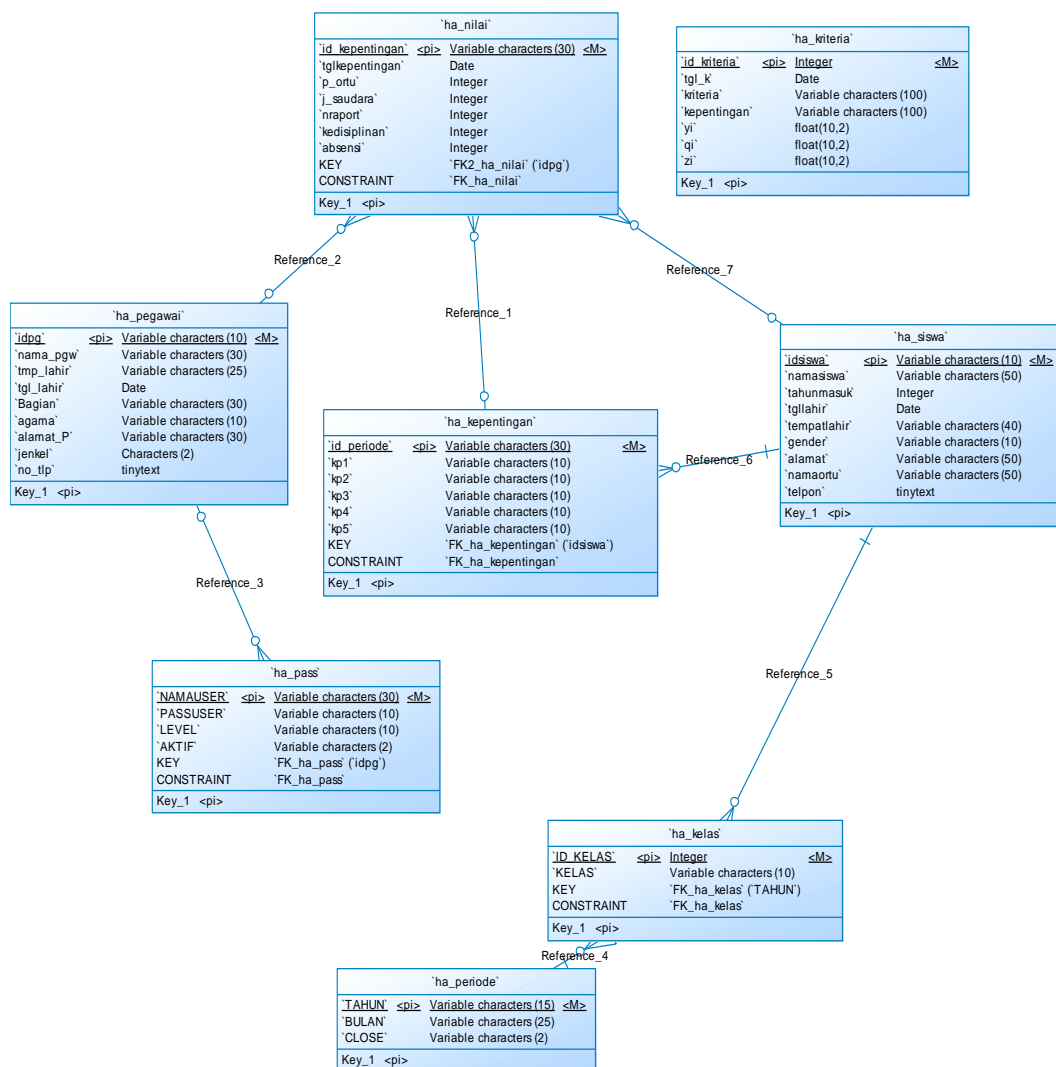 `ha_nilai`
`id_kepentingan` <pi> Variable characters (30) <M>
`tglkepentingan` Date
`p_ortu` Integer
`j_saudara` Integer
`nraport` Integer
`kedisiplinan` Integer
`absensi` Integer
KEY `FK2_ha_nilai` (`idpg`)
CONSTRAINT `FK_ha_nilai`
Key_1 <pi>
`ha_kriteria`
`id_kriteria` <pi> Integer <M>
`tgl_k` Date
`kriteria` Variable characters (100)
`kepentingan` Variable characters (100)
`yi` float(10,2)
`qi` float(10,2)
`zi` float(10,2)
Key_1 <pi>
Reference_2
Reference_1
Reference_7
`ha_pegawai`
`idpg` <pi> Variable characters (10) <M>
`nama_pgw` Variable characters (30)
`tmp_lahir` Variable characters (25)
`tgl_lahir` Date
`Bagian` Variable characters (30)
`agama` Variable characters (10)
`alamat_P` Variable characters (30)
`jenkel` Characters (2)
`no_tlp` tinytext
Key_1 <pi>
`ha_siswa`
`idsiswa` <pi> Variable characters (10) <M>
`namasiswa` Variable characters (50)
`tahunmasuk` Integer
`tgllahir` Date
`tempatlahir` Variable characters (40)
`gender` Variable characters (10)
`alamat` Variable characters (50)
`namaortu` Variable characters (50)
`telpon` tinytext
Key_1 <pi>
`ha_kepentingan`
`id_periode` <pi> Variable characters (30) <M>
`kp1` Variable characters (10)
`kp2` Variable characters (10)
`kp3` Variable characters (10)
`kp4` Variable characters (10)
`kp5` Variable characters (10)
KEY `FK_ha_kepentingan` (`idsiswa`)
CONSTRAINT `FK_ha_kepentingan`
Key_1 <pi>
Reference_6
Reference_3
Reference_5
`ha_pass`
`NAMAUSER` <pi> Variable characters (30) <M>
`PASSUSER` Variable characters (10)
`LEVEL` Variable characters (10)
`AKTIF` Variable characters (2)
KEY `FK_ha_pass` (`idpg`)
CONSTRAINT `FK_ha_pass`
Key_1 <pi>
`ha_kelas`
`ID_KELAS` <pi> Integer <M>
`KELAS` Variable characters (10)
KEY `FK_ha_kelas` (`TAHUN`)
CONSTRAINT `FK_ha_kelas`
Key_1 <pi>
Reference_4
`ha_periode`
`TAHUN` <pi> Variable characters (15) <M>
`BULAN` Variable characters (25)
`CLOSE` Variable characters (2)
Key_1 <pi>